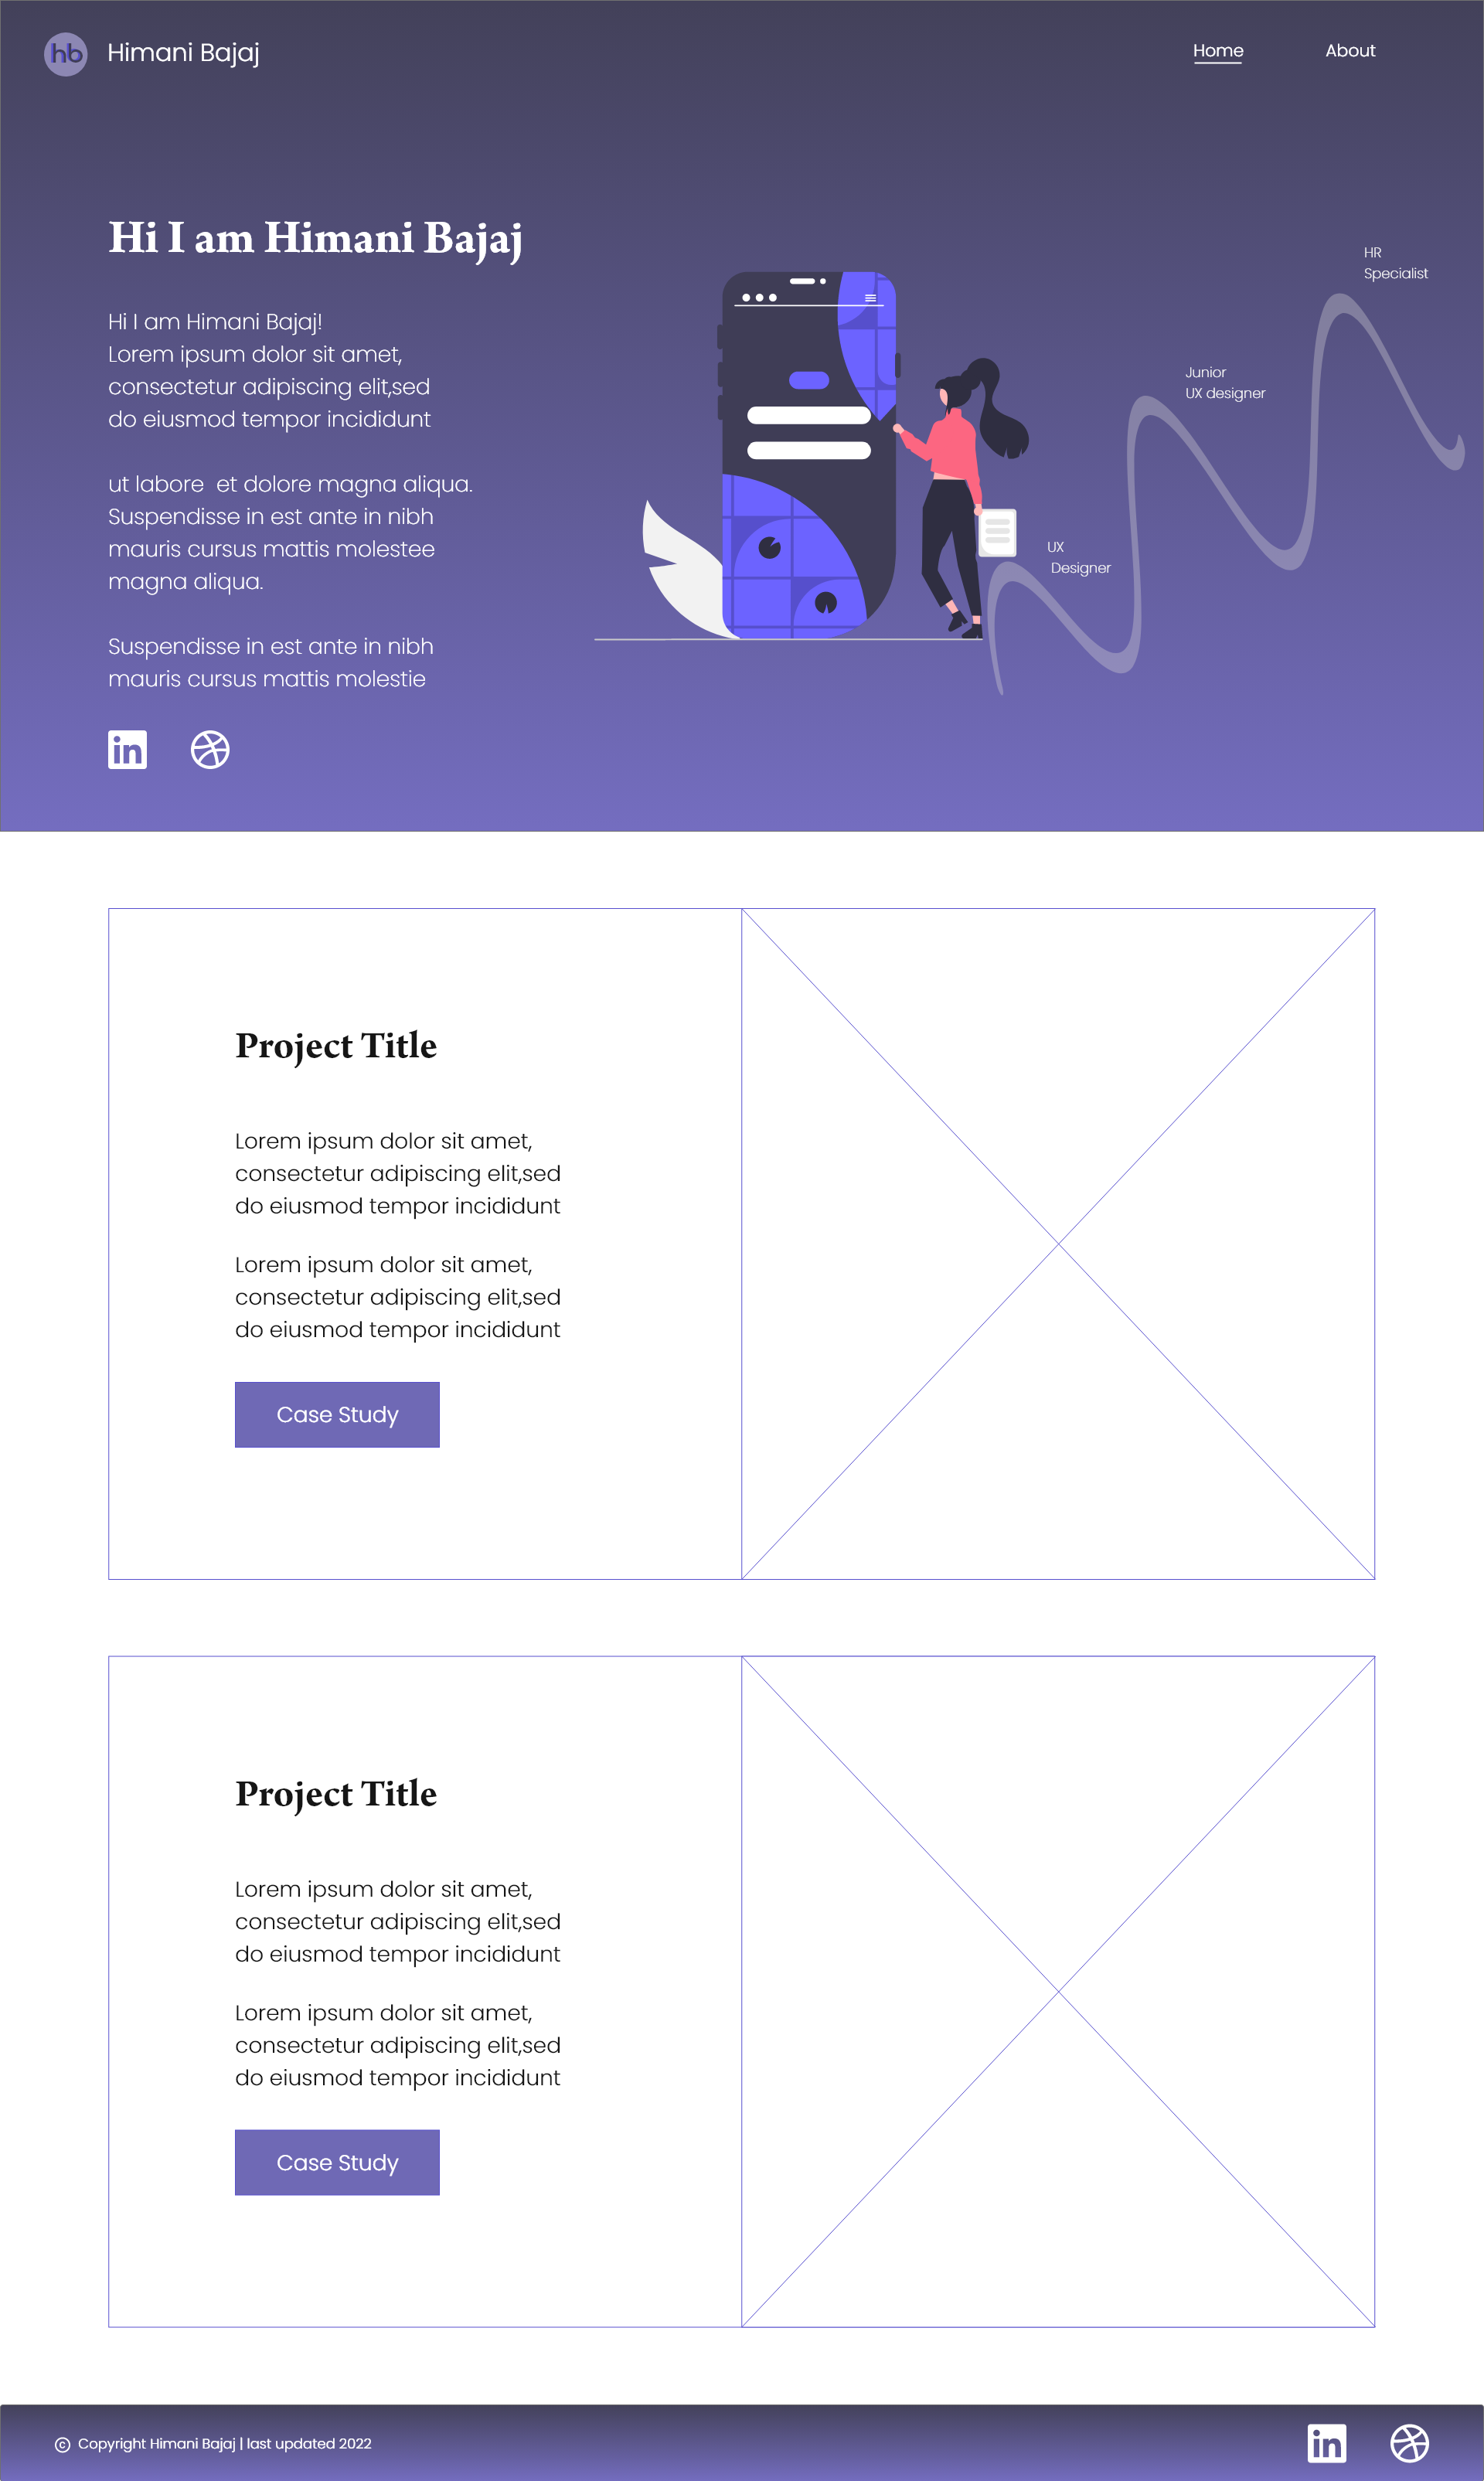 hb Himani Bajaj
Home About
Hi I am Himani Bajaj
Hi I am Himani Bajaj!
Lorem ipsum dolor sit amet,
consectetur adipiscing elit,sed
do eiusmod tempor incididunt
ut labore  et dolore magna aliqua.
Suspendisse in est ante in nibh
mauris cursus mattis molestee
magna aliqua.
Suspendisse in est ante in nibh
mauris cursus mattis molestie
in
HR
Specialist
Junior
UX designer
UX
Designer
Project Title
Lorem ipsum dolor sit amet,
consectetur adipiscing elit,sed
do eiusmod tempor incididunt
Lorem ipsum dolor sit amet,
consectetur adipiscing elit,sed
do eiusmod tempor incididunt
Case Study
Project Title
Lorem ipsum dolor sit amet,
consectetur adipiscing elit,sed
do eiusmod tempor incididunt
Lorem ipsum dolor sit amet,
consectetur adipiscing elit,sed
do eiusmod tempor incididunt
Case Study
© Copyright Himani Bajaj | last updated 2022
in